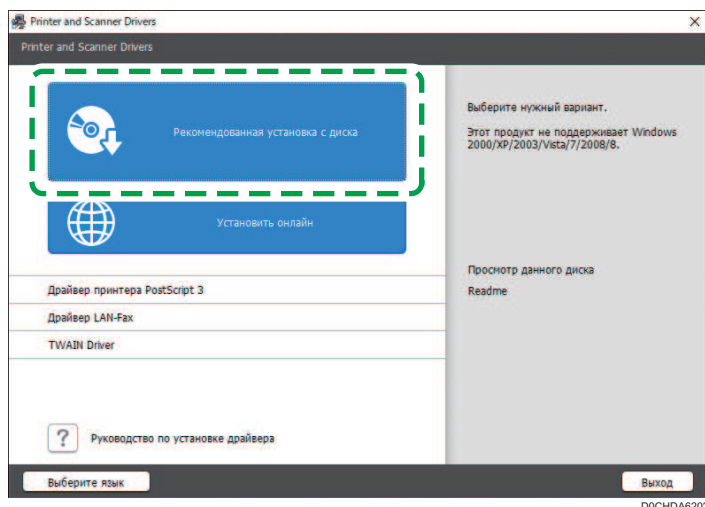 Printer and Scanner Drivers
Printer and Scanner Drivers
Рекомендованная установка с диска
Установить онлайн
Драйвер принтера PostScript 3
Драйвер LAN-Fax
TWAIN Driver
? Руководство по установке драйвера
Выберите нужный вариант.
Этот продукт не поддерживает Windows
2000/XP/2003/Vista/7/2008/8.
Просмотр данного диска
Readme
Выберите язык
Выход